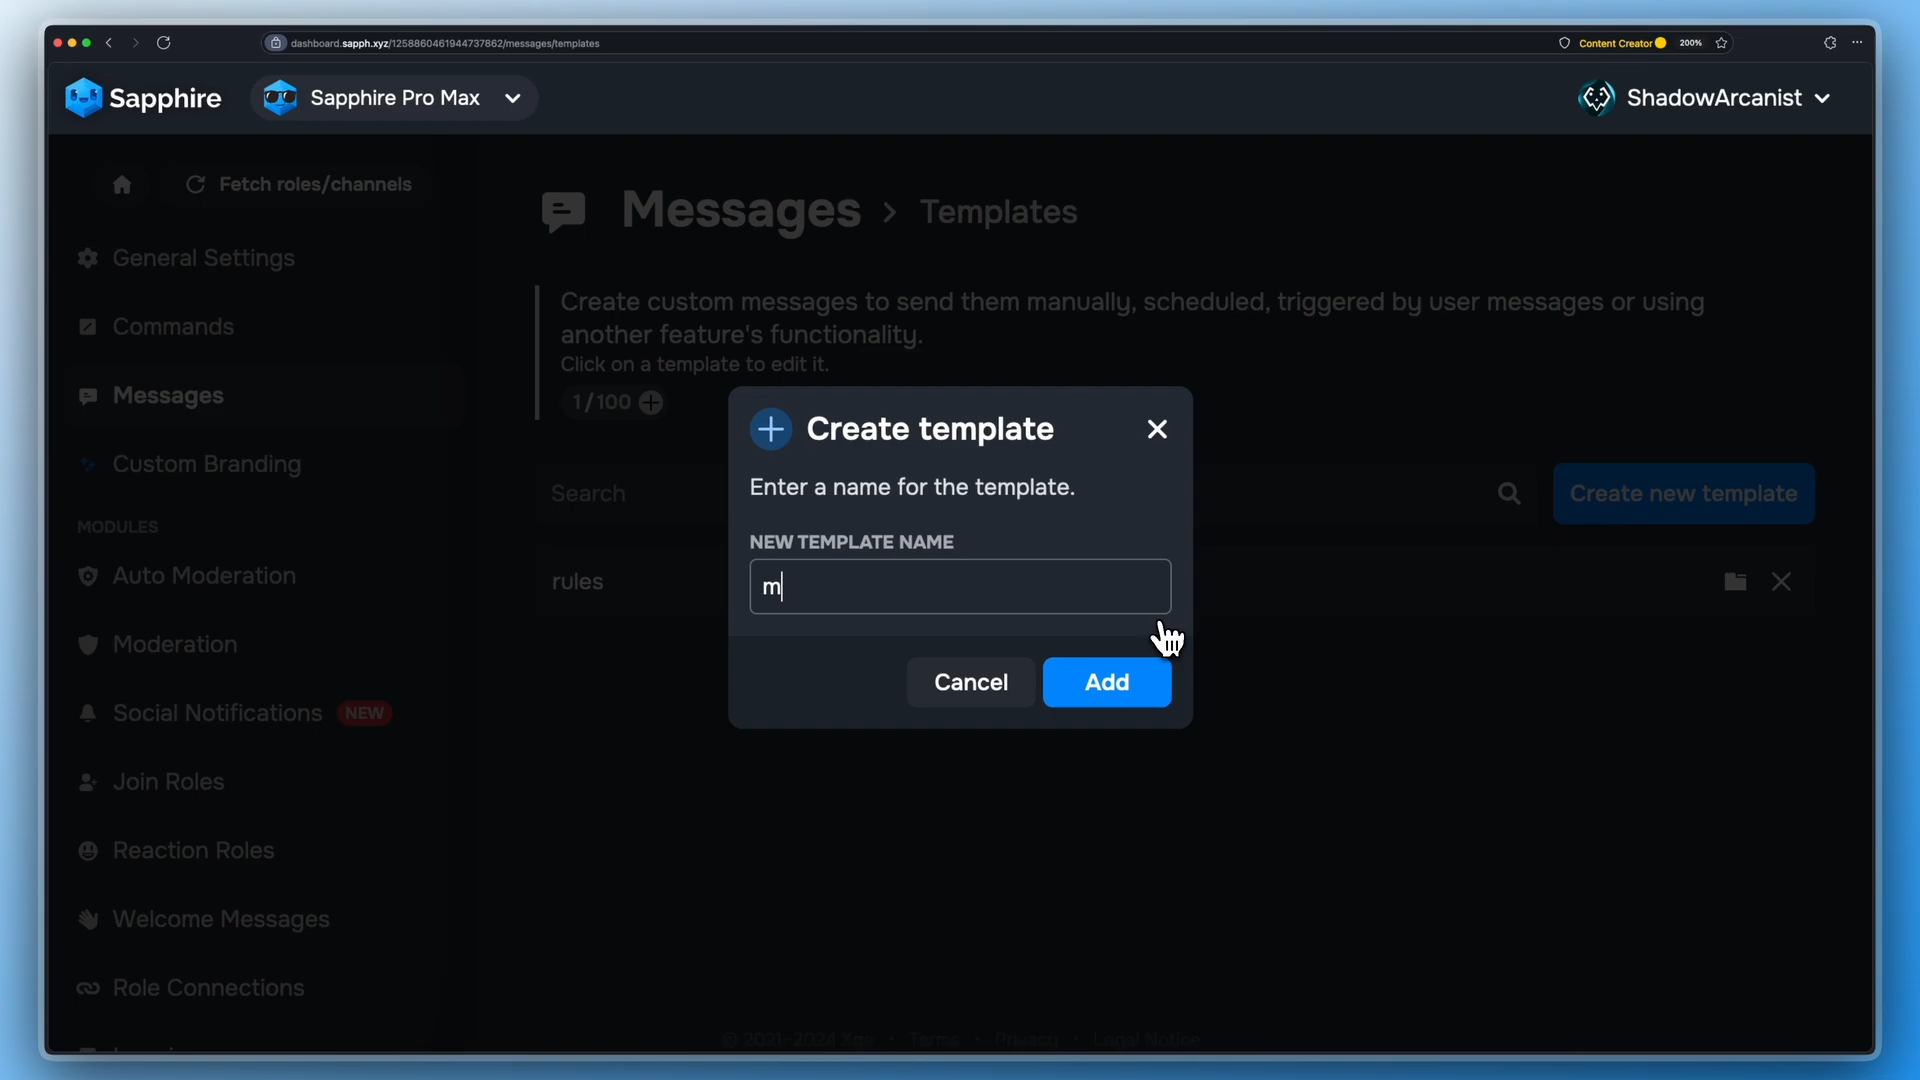 dashboard.sapph.xyz/1258860461944737862/messages/templates
Content Creator
200%
Sapphire
Sapphire Pro Max
ShadowArcanist
Fetch roles/channels
General Settings
Commands
Messages
Custom Branding
MODULES
Auto Moderation
Moderation
Social Notifications NEW
Join Roles
Reaction Roles
Welcome Messages
Role Connections
Messages > Templates
Create custom messages to send them manually, scheduled, triggered by user messages or using
another feature's functionality.
Click on a template to edit it.
1/100
Search
Create new template
rules
Create template
Enter a name for the template.
NEW TEMPLATE NAME
m
Cancel
Add
Terms • Privacy • Legal Notice